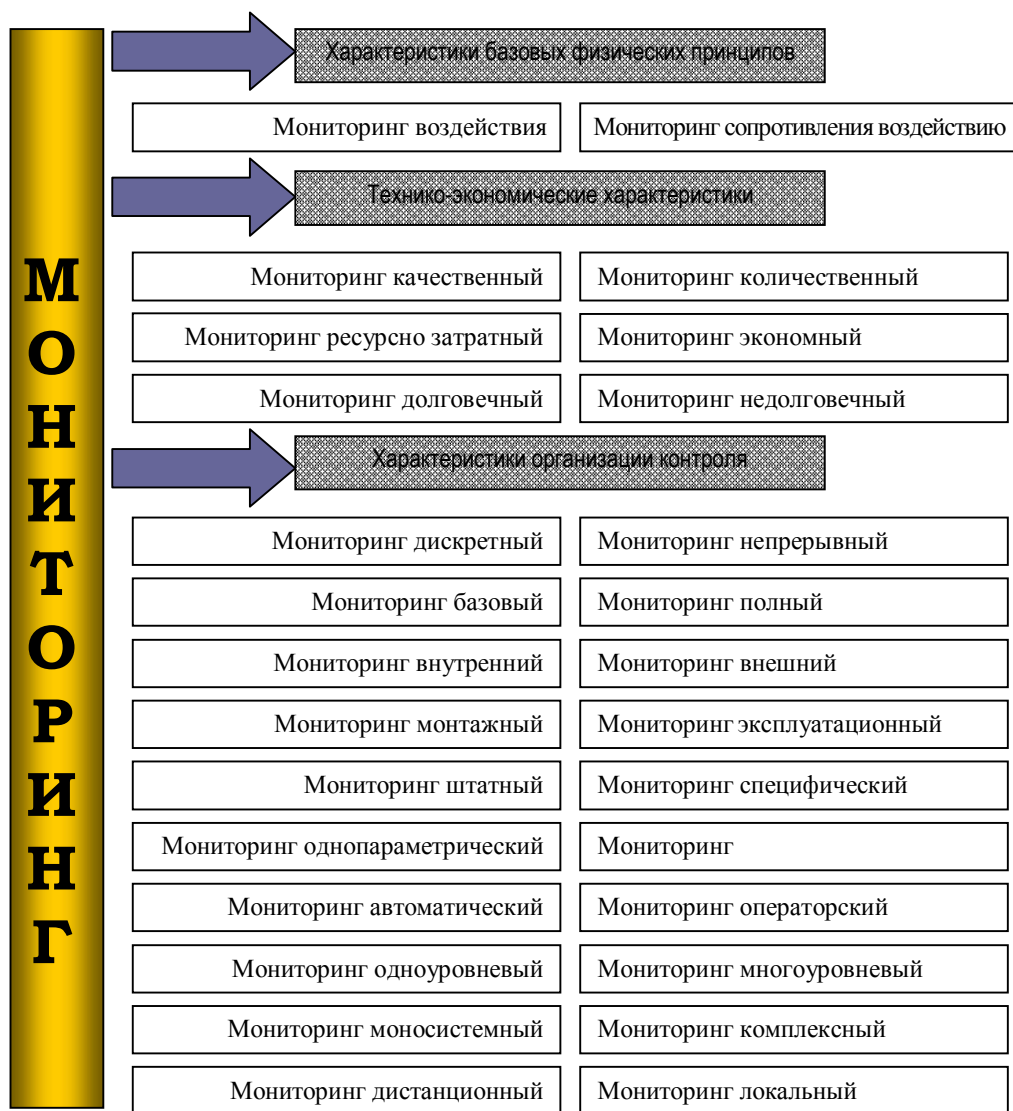 МОНИТОРИНГ
Характеристики базовых физических принципов
Мониторинг воздействия
Мониторинг сопротивления воздействию
Технико-экономические характеристики
Мониторинг качественный
Мониторинг количественный
Мониторинг ресурсно затратный
Мониторинг экономный
Мониторинг долговечный
Мониторинг недолговечный
Характеристики организации контроля
Мониторинг дискретный
Мониторинг непрерывный
Мониторинг базовый
Мониторинг полный
Мониторинг внутренний
Мониторинг внешний
Мониторинг монтажный
Мониторинг эксплуатационный
Мониторинг штатный
Мониторинг специфический
Мониторинг однопараметрический
Мониторинг
Мониторинг автоматический
Мониторинг операторский
Мониторинг одноуровневый
Мониторинг многоуровневый
Мониторинг моносистемный
Мониторинг комплексный
Мониторинг дистанционный
Мониторинг локальный